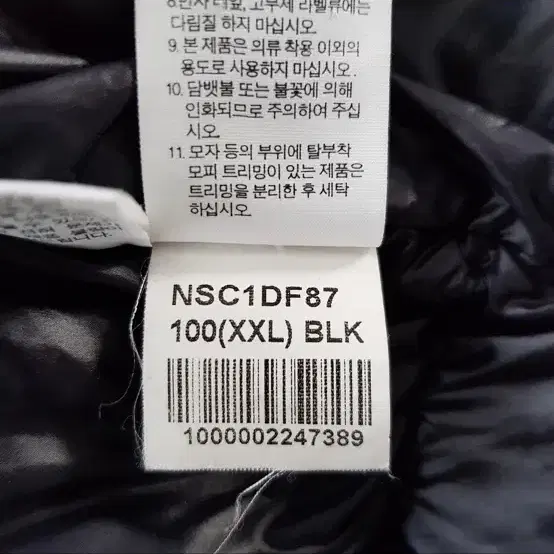 다림질 하지 마십시오.
9. 본 제품은 의류 착용 이외의
용도로 사용하지 마십시오.
10. 담뱃불 또는 불꽃에 의해
인화되므로 주의하여 주십
시오.
11. 모자 등의 부위에 탈부착
모피 트리밍이 있는 제품은
트리밍을 분리한 후 세탁
하십시오.
NSC1DF87
100(XXL) BLK
1000002247389